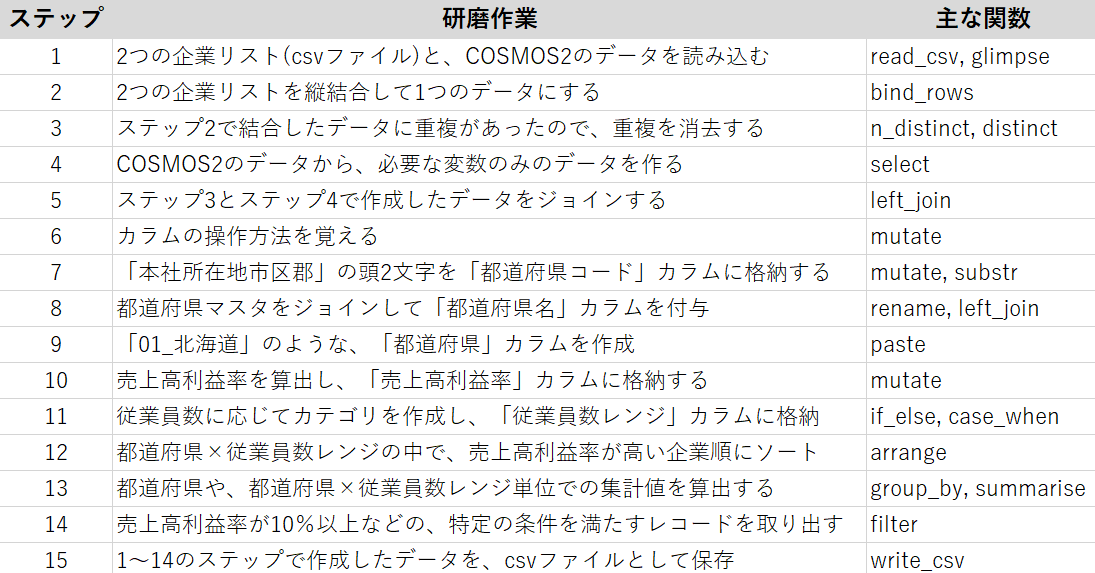 ステップ 研磨作業 主な関数
1 2つの企業リスト(csvファイル)と、COSMOS2のデータを読み込む read_csv, glimpse
2 2つの企業リストを縦結合して1つのデータにする bind_rows
3 ステップ2で結合したデータに重複があったので、重複を消去する n_distinct, distinct
4 COSMOS2のデータから、必要な変数のみのデータを作る select
5 ステップ3とステップ4で作成したデータをジョインする left_join
6 カラムの操作方法を覚える mutate
7 「本社所在地市区郡」の頭2文字を「都道府県コード」カラムに格納する mutate, substr
8 都道府県マスタをジョインして「都道府県名」カラムを付与 rename, left_join
9 「01_北海道」のような、「都道府県」カラムを作成 paste
10 売上高利益率を算出し、「売上高利益率」カラムに格納する mutate
11 従業員数に応じてカテゴリを作成し、「従業員数レンジ」カラムに格納 if_else, case_when
12 都道府県×従業員数レンジの中で、売上高利益率が高い企業順にソート arrange
13 都道府県や、都道府県×従業員数レンジ単位での集計値を算出する group_by, summarise
14 売上高利益率が10%以上などの、特定の条件を満たすレコードを取り出す filter
15 1~14のステップで作成したデータを、csvファイルとして保存 write_csv